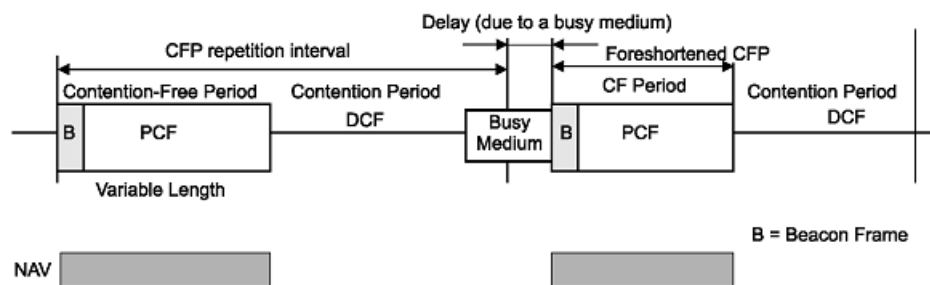 Delay (due to a busy medium)
CFP repetition interval
Foreshortened CFP
Contention-Free Period
Contention Period
DCF
CF Period
Contention Period
DCF
B
PCF
Busy
Medium
B
PCF
Variable Length
B = Beacon Frame
NAV